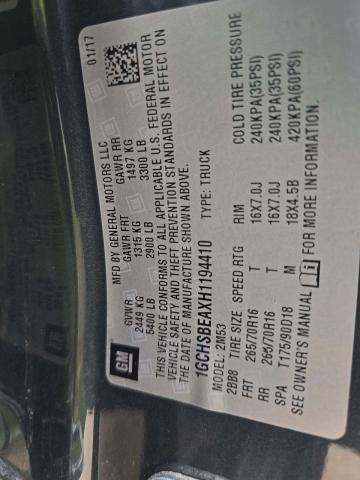 GM
MFD BY GENERAL MOTORS LLC
01/17
GVWR GAWR FRT GAWR RR
2449 KG 1315 KG 1497 KG
5400 LB 2900 LB 3300 LB
THIS VEHICLE CONFORMS TO ALL APPLICABLE U.S. FEDERAL MOTOR
VEHICLE SAFETY AND THEFT PREVENTION STANDARDS IN EFFECT ON
THE DATE OF MANUFACTURE SHOWN ABOVE.
1GCHSBEAXH1194410 TYPE: TRUCK
MODEL: 2M53
2BB8 TIRE SIZE SPEED RTG RIM COLD TIRE PRESSURE
FRT 265/70R16 T 16X7.0J 240KPA(35PSI)
RR 265/70R16 T 16X7.0J 240KPA(35PSI)
SPA T175/90D18 M 18X4.5B 420KPA(60PSI)
SEE OWNER'S MANUAL i FOR MORE INFORMATION.